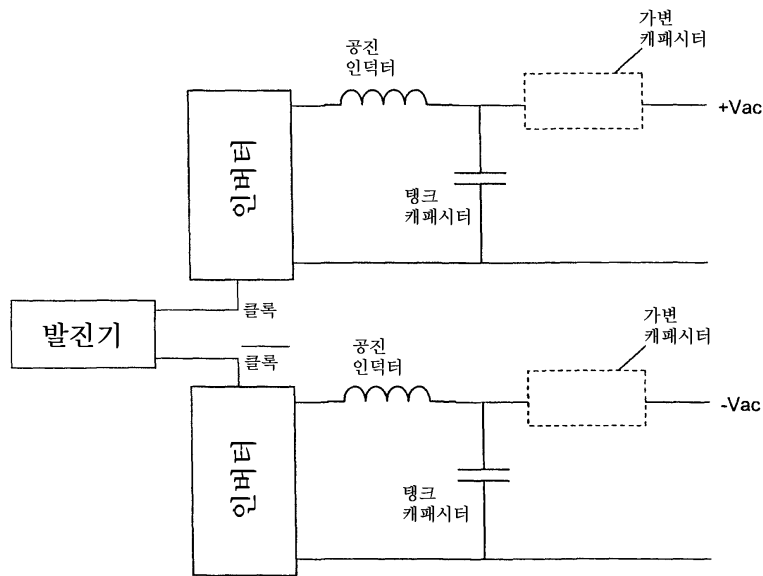 가변
캐패시터
공진
인덕터
+Vac
인버터
탱크
캐패시터
클록
발진기
클록
가변
캐패시터
공진
인덕터
-Vac
인버터
탱크
캐패시터